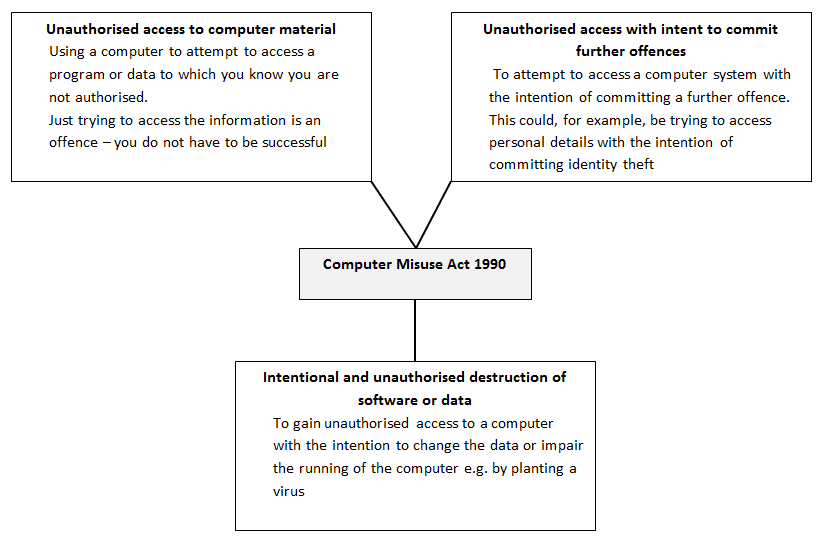 Unauthorised access to computer material
Using a computer to attempt to access a
program or data to which you know you are
not authorised.
Just trying to access the information is an
offence – you do not have to be successful
Unauthorised access with intent to commit
further offences
To attempt to access a computer system with
the intention of committing a further offence.
This could, for example, be trying to access
personal details with the intention of
committing identity theft
Computer Misuse Act 1990
Intentional and unauthorised destruction of
software or data
To gain unauthorised access to a computer
with the intention to change the data or impair
the running of the computer e.g. by planting a
virus